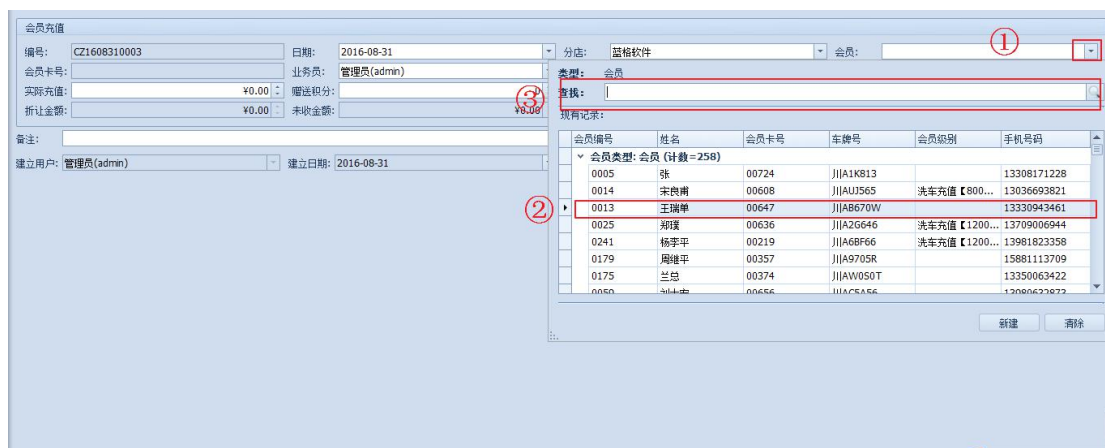 会员充值
编号: CZ1608310003 日期: 2016-08-31 分店: 蓝格软件 会员: ①
会员卡号: 业务员: 管理员(admin) 类型: 会员
实际充值: ¥0.00 赠送积分: 0 ③ 查找:
折让金额: ¥0.00 未收金额: ¥0.00 现有记录:
备注:
建立用户: 管理员(admin) 建立日期: 2016-08-31
会员编号 姓名 会员卡号 车牌号 会员级别 手机号码
会员类型: 会员 (计数=258)
0005 张 00724 川A1K813 13308171228
0014 宋良甫 00608 川AUJ565 洗车充值【800... 13036693821
② 0013 王瑞单 00647 川AB670W 13330943461
0025 郑璞 00636 川A2G646 洗车充值【1200... 13709006944
0241 杨李平 00219 川A6BF66 洗车充值【1200... 13981823358
0179 周继平 00357 川A9705R 15881113709
0175 兰总 00374 川AW0S0T 13350063422
新建 清除